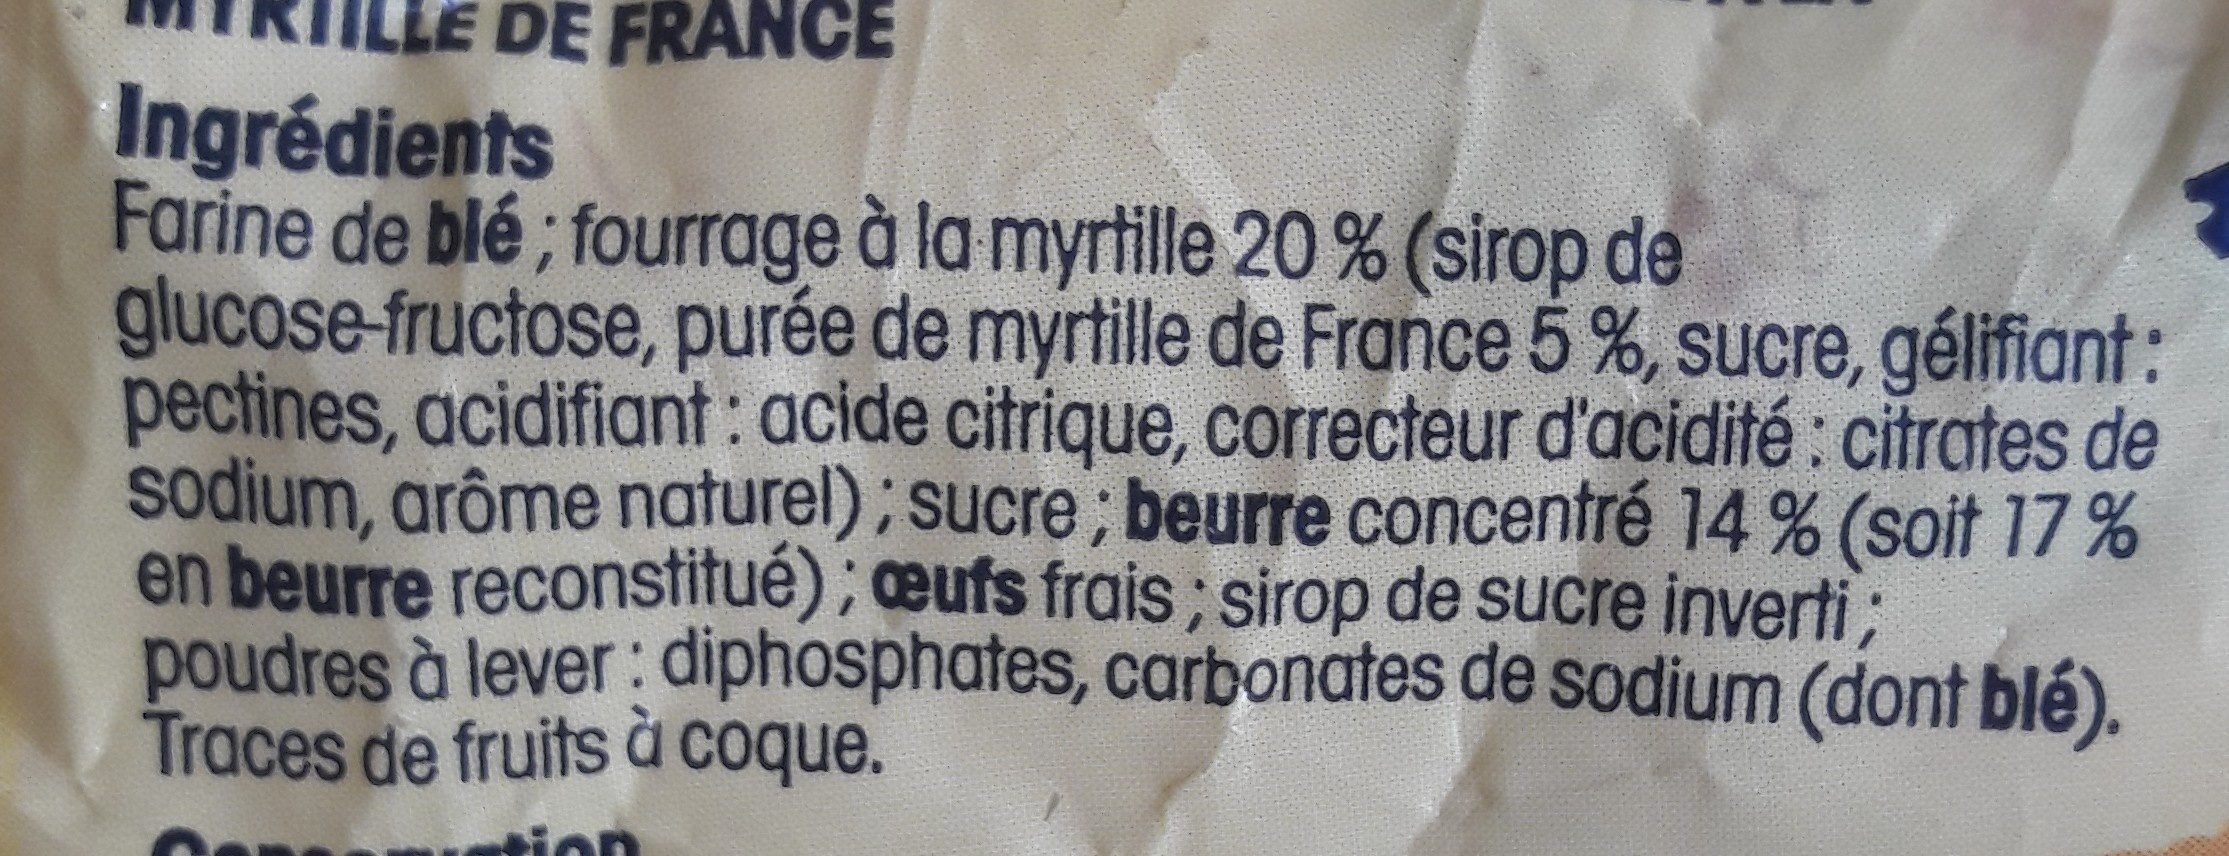 MYRTILLE DE FRANCE
Ingrédients
Farine de blé ; fourrage à la myrtille 20 % (sirop de
glucose-fructose, purée de myrtille de France 5 %, sucre, gélifiant :
pectines, acidifiant : acide citrique, correcteur d'acidité : citrates de
sodium, arôme naturel) ; sucre ; beurre concentré 14 % (soit 17 %
en beurre reconstitué) ; œufs frais ; sirop de sucre inverti ;
poudres à lever : diphosphates, carbonates de sodium (dont blé).
Traces de fruits à coque.
Conservation